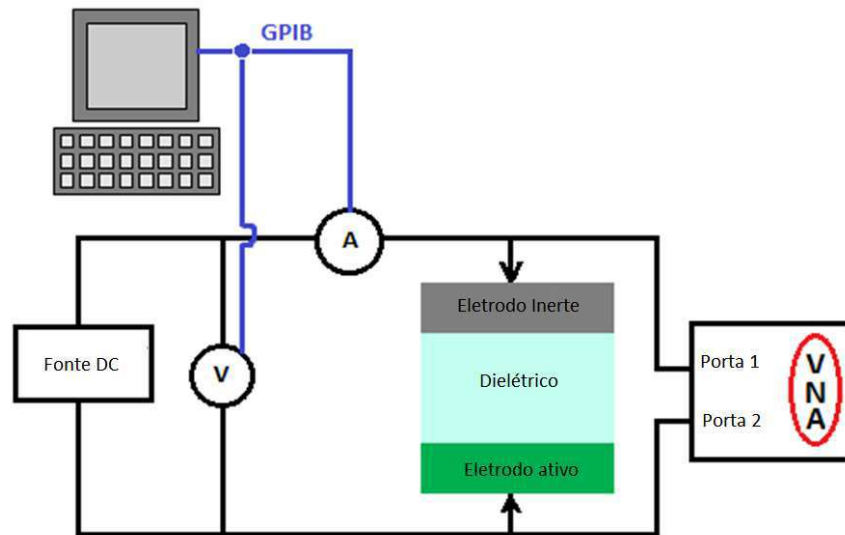 GPIB
A
Eletrodo Inerte
Fonte DC
V
Dielétrico
Porta 1
Porta 2
V
N
A
Eletrodo ativo